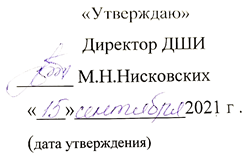 «Утверждаю»
Директор ДШИ
М.Н.Нисковских
«15» сентября 2021 г.
(дата утверждения)